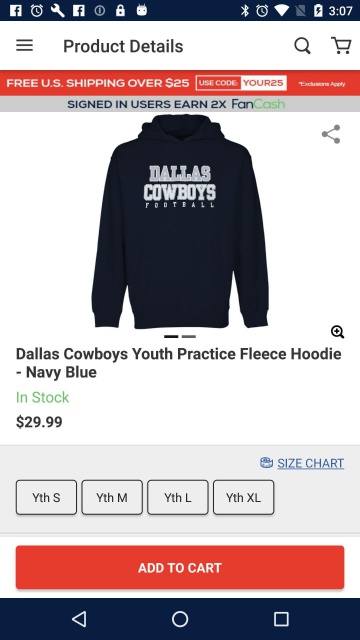 3:07
Product Details
FREE U.S. SHIPPING OVER $25 USE CODE: YOUR25 *Exclusions Apply
SIGNED IN USERS EARN 2X FanCash
DALLAS
COWBOYS
FOOTBALL
Dallas Cowboys Youth Practice Fleece Hoodie
- Navy Blue
In Stock
$29.99
SIZE CHART
Yth S Yth M Yth L Yth XL
ADD TO CART